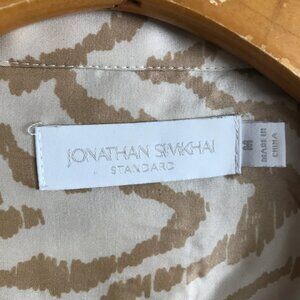 JONATHAN SIMKHAI
STANDARD
M
MADE IN
CHINA